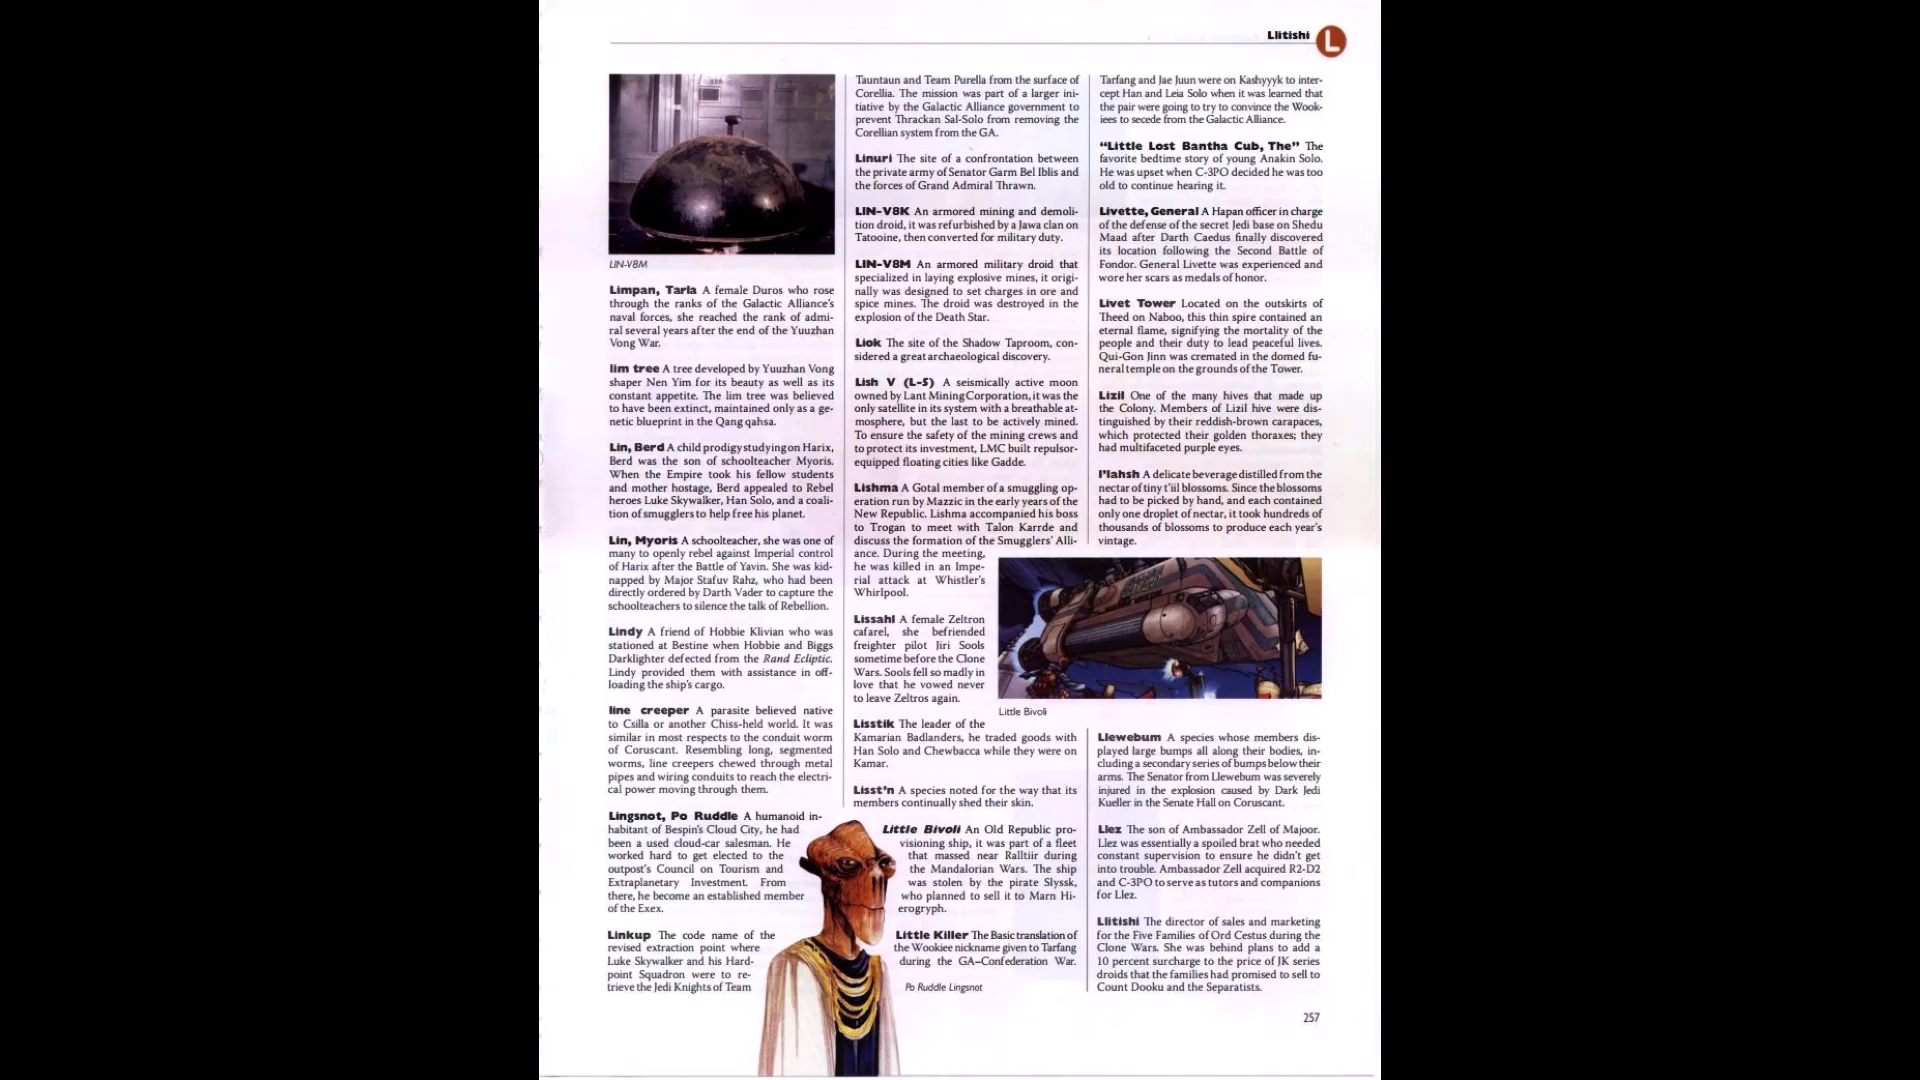 Llitishi L
LIN-V8M
Limpan, Tarla A female Duros who rose
through the ranks of the Galactic Alliance's
naval forces, she reached the rank of admi-
ral several years after the end of the Yuuzhan
Vong War.
lim tree A tree developed by Yuuzhan Vong
shaper Nen Yim for its beauty as well as its
constant appetite. The lim tree was believed
to have been extinct, maintained only as a ge-
netic blueprint in the Qang qahsa.
Lin, Berd A child prodigy studying on Harix,
Berd was the son of schoolteacher Myoris.
When the Empire took his fellow students
and mother hostage, Berd appealed to Rebel
heroes Luke Skywalker, Han Solo, and a coali-
tion of smugglers to help free his planet.
Lin, Myoris A schoolteacher, she was one of
many to openly rebel against Imperial control
of Harix after the Battle of Yavin. She was kid-
napped by Major Stafuv Rahz, who had been
directly ordered by Darth Vader to capture the
schoolteachers to silence the talk of Rebellion.
Lindy A friend of Hobbie Klivian who was
stationed at Bestine when Hobbie and Biggs
Darklighter defected from the Rand Ecliptic.
Lindy provided them with assistance in off-
loading the ship's cargo.
line creeper A parasite believed native
to Csilla or another Chiss-held world. It was
similar in most respects to the conduit worm
of Coruscant. Resembling long, segmented
worms, line creepers chewed through metal
pipes and wiring conduits to reach the electri-
cal power moving through them.
Lingsnot, Po Ruddle A humanoid in-
habitant of Bespin's Cloud City, he had
been a used cloud-car salesman. He
worked hard to get elected to the
outpost's Council on Tourism and
Extraplanetary Investment. From
there, he become an established member
of the Exex.
Linkup The code name of the
revised extraction point where
Luke Skywalker and his Hard-
point Squadron were to re-
trieve the Jedi Knights of Team
Tauntaun and Team Purella from the surface of
Corellia. The mission was part of a larger ini-
tiative by the Galactic Alliance government to
prevent Thrackan Sal-Solo from removing the
Corellian system from the GA.
Linuri The site of a confrontation between
the private army of Senator Garm Bel Iblis and
the forces of Grand Admiral Thrawn.
LIN-V8K An armored mining and demoli-
tion droid, it was refurbished by a Jawa clan on
Tatooine, then converted for military duty.
LIN-V8M An armored military droid that
specialized in laying explosive mines, it origi-
nally was designed to set charges in ore and
spice mines. The droid was destroyed in the
explosion of the Death Star.
Liok The site of the Shadow Taproom, con-
sidered a great archaeological discovery.
Lish V (L-5) A seismically active moon
owned by Lant Mining Corporation, it was the
only satellite in its system with a breathable at-
mosphere, but the last to be actively mined.
To ensure the safety of the mining crews and
to protect its investment, LMC built repulsor-
equipped floating cities like Gadde.
Lishma A Gotal member of a smuggling op-
eration run by Mazzic in the early years of the
New Republic. Lishma accompanied his boss
to Trogan to meet with Talon Karrde and
discuss the formation of the Smugglers' Alli-
ance. During the meeting,
he was killed in an Impe-
rial attack at Whistler's
Whirlpool.
Lissahl A female Zeltron
cafarel, she befriended
freighter pilot Jiri Sools
sometime before the Clone
Wars. Sools fell so madly in
love that he vowed never
to leave Zeltros again.
Lisstik The leader of the
Kamarian Badlanders, he traded goods with
Han Solo and Chewbacca while they were on
Kamar.
Lisst'n A species noted for the way that its
members continually shed their skin.
Little Bivoli An Old Republic pro-
visioning ship, it was part of a fleet
that massed near Ralltiir during
the Mandalorian Wars. The ship
was stolen by the pirate Slyssk,
who planned to sell it to Marn Hi-
erogryph.
Little Killer The Basic translation of
the Wookiee nickname given to Tarfang
during the GA–Confederation War.
Po Ruddle Lingsnot
Tarfang and Jae Juun were on Kashyyyk to inter-
cept Han and Leia Solo when it was learned that
the pair were going to try to convince the Wook-
iees to secede from the Galactic Alliance.
"Little Lost Bantha Cub, The" The
favorite bedtime story of young Anakin Solo.
He was upset when C-3PO decided he was too
old to continue hearing it.
Livette, General A Hapan officer in charge
of the defense of the secret Jedi base on Shedu
Maad after Darth Caedus finally discovered
its location following the Second Battle of
Fondor. General Livette was experienced and
wore her scars as medals of honor.
Livet Tower Located on the outskirts of
Theed on Naboo, this thin spire contained an
eternal flame, signifying the mortality of the
people and their duty to lead peaceful lives.
Qui-Gon Jinn was cremated in the domed fu-
neral temple on the grounds of the Tower.
Lizil One of the many hives that made up
the Colony. Members of Lizil hive were dis-
tinguished by their reddish-brown carapaces,
which protected their golden thoraxes; they
had multifaceted purple eyes.
l'lahsh A delicate beverage distilled from the
nectar of tiny t'iil blossoms. Since the blossoms
had to be picked by hand, and each contained
only one droplet of nectar, it took hundreds of
thousands of blossoms to produce each year's
vintage.
Little Bivoli
Llewebum A species whose members dis-
played large bumps all along their bodies, in-
cluding a secondary series of bumps below their
arms. The Senator from Llewebum was severely
injured in the explosion caused by Dark Jedi
Kueller in the Senate Hall on Coruscant.
Llez The son of Ambassador Zell of Majoor.
Llez was essentially a spoiled brat who needed
constant supervision to ensure he didn't get
into trouble. Ambassador Zell acquired R2-D2
and C-3PO to serve as tutors and companions
for Llez.
Llitishi The director of sales and marketing
for the Five Families of Ord Cestus during the
Clone Wars. She was behind plans to add a
10 percent surcharge to the price of JK series
droids that the families had promised to sell to
Count Dooku and the Separatists.
257